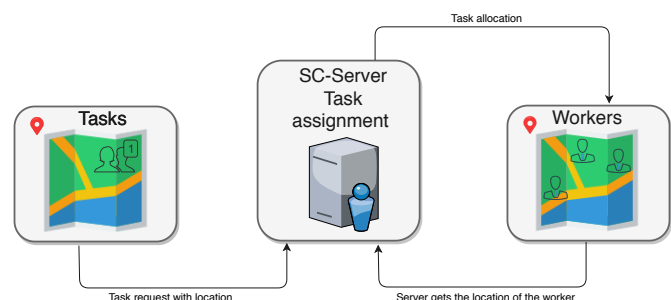 Task allocation
SC-Server
Task
assignment
Tasks
1
Workers
Task request with location
Server gets the location of the worker